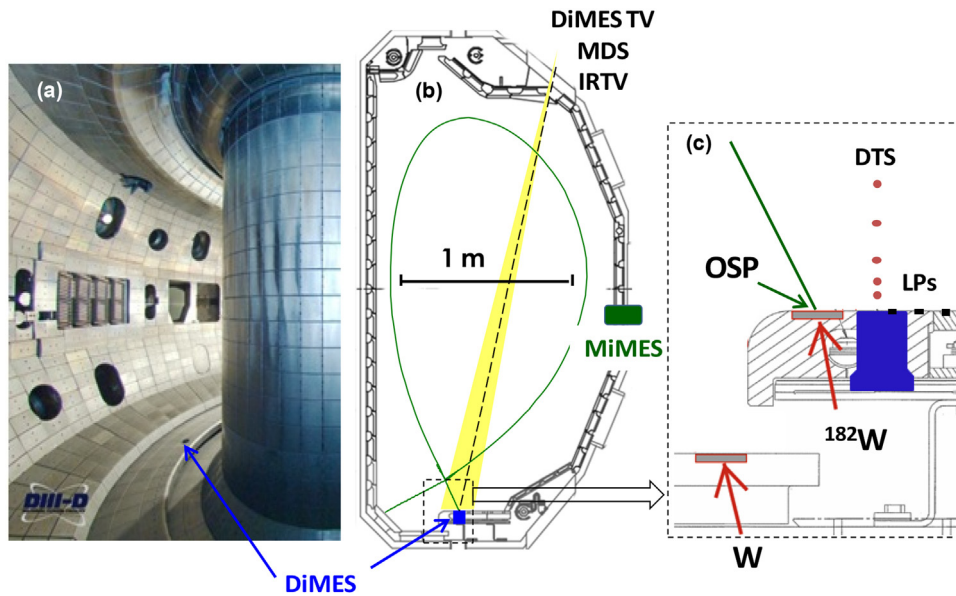 (a)
DIII-D
DiMES
(b)
DiMES TV
MDS
IRTV
1 m
MiMES
(c)
DTS
OSP
LPs
182W
W